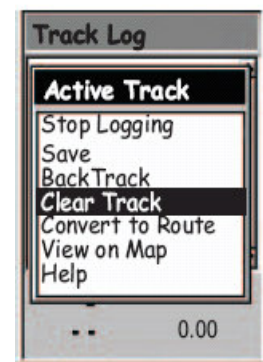 Track Log
Active Track
Stop Logging
Save
BackTrack
Clear Track
Convert to Route
View on Map
Help
-- 0.00